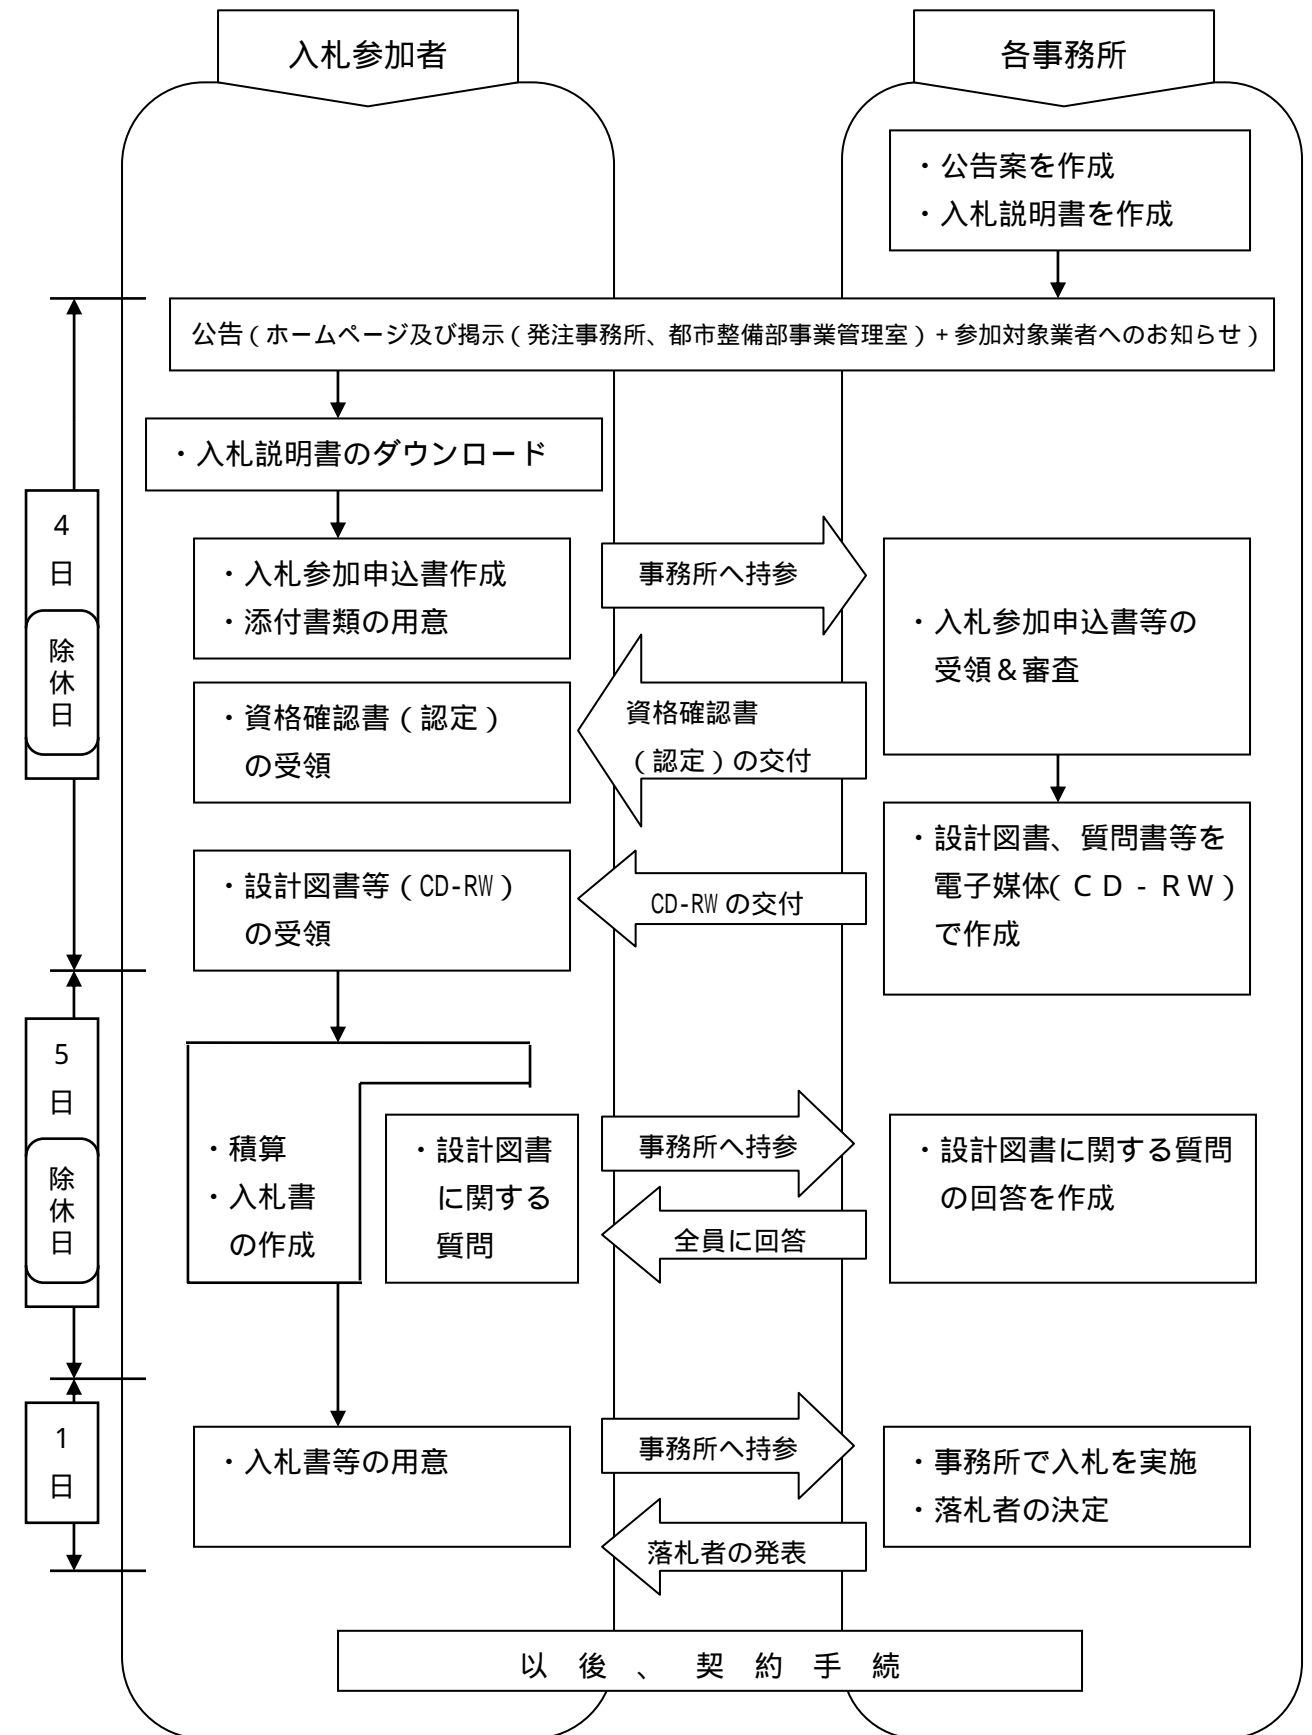 入札参加者
各事務所
・公告案を作成
・入札説明書を作成
公告（ホームページ及び掲示（発注事務所、都市整備部事業管理室）+参加対象業者へのお知らせ）
・入札説明書のダウンロード
4
日
除
休
日
・入札参加申込書作成
・添付書類の用意
事務所へ持参
・入札参加申込書等の
受領＆審査
・資格確認書（認定）
の受領
資格確認書
（認定）の交付
・設計図書、質問書等を
電子媒体(ＣＤ-ＲＷ)
で作成
・設計図書等（CD-RW）
の受領
CD-RWの交付
5
日
除
休
日
・積算
・入札書
の作成
・設計図書
に関する
質問
事務所へ持参
全員に回答
・設計図書に関する質問
の回答を作成
1
日
・入札書等の用意
事務所へ持参
落札者の発表
・事務所で入札を実施
・落札者の決定
以後、契約手続